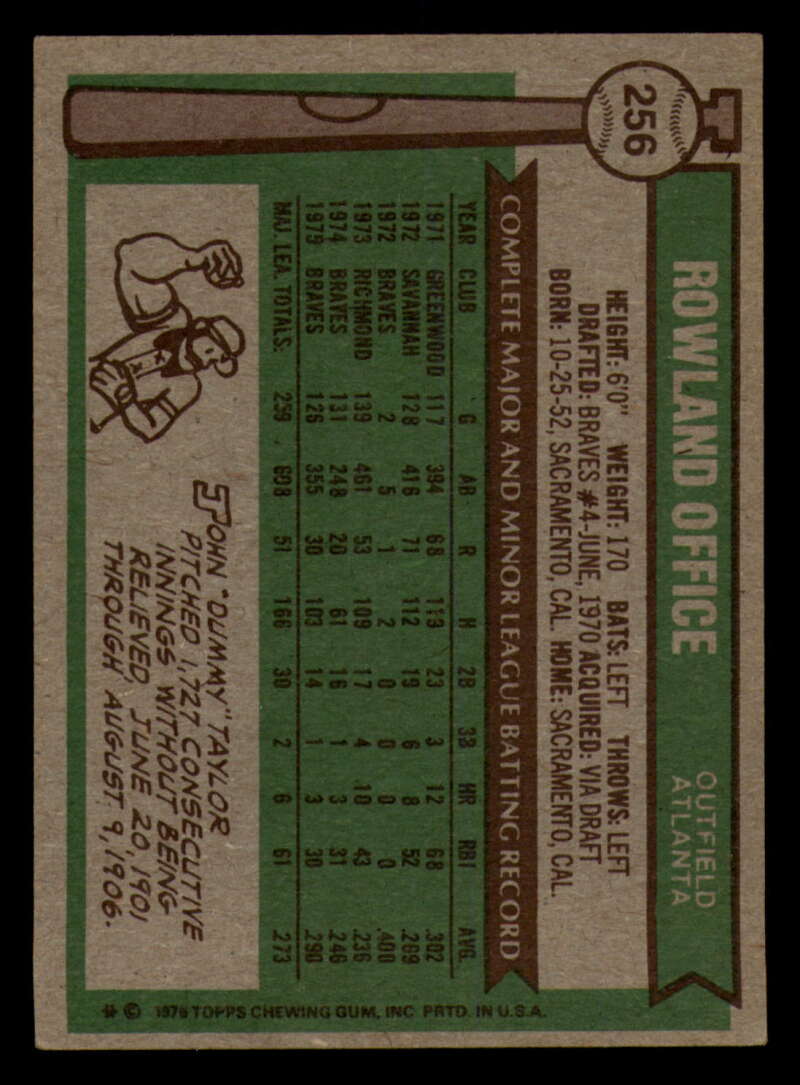 256
ROWLAND OFFICE
OUTFIELD
ATLANTA
HEIGHT: 6'0" WEIGHT: 170 BATS: LEFT THROWS: LEFT
DRAFTED: BRAVES #4-JUNE, 1970 ACQUIRED: VIA DRAFT
BORN: 10-25-52, SACRAMENTO, CAL. HOME: SACRAMENTO, CAL.
COMPLETE MAJOR AND MINOR LEAGUE BATTING RECORD
YEAR CLUB G AB R H 2B 3B HR RBI AVG.
1971 GREENWOOD 117 394 68 113 23 3 12 68 .302
1972 SAVANNAH 128 416 71 112 19 6 8 52 .269
1972 BRAVES 2 5 1 2 0 0 0 0 .400
1973 RICHMOND 139 461 53 109 17 4 10 43 .236
1974 BRAVES 131 248 20 61 16 1 3 31 .246
1975 BRAVES 126 355 30 103 14 1 3 30 .290
MAJ. LEA. TOTALS: 259 608 51 166 30 2 6 61 .273
JOHN "DUMMY" TAYLOR
PITCHED 1,727 CONSECUTIVE
INNINGS WITHOUT BEING
RELIEVED, JUNE 20, 1901
THROUGH AUGUST 9, 1906.
* © 1976 TOPPS CHEWING GUM, INC. PRTD. IN U.S.A.